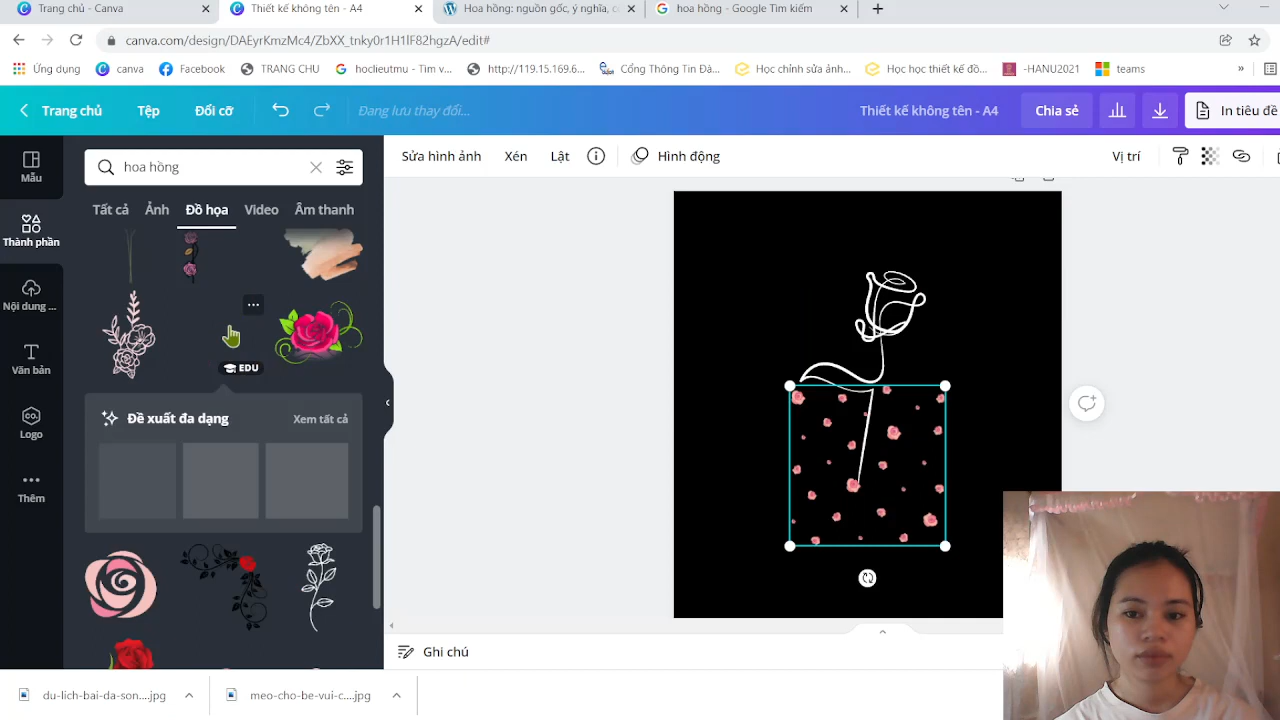 Trang chủ - Canva
Thiết kế không tên - A4
Hoa hồng: nguồn gốc, ý nghĩa, c
hoa hồng - Google Tìm kiếm
canva.com/design/DAEyrKmzMc4/ZbXX_tnky0r1H1lF82hgzA/edit#
Ứng dụng
canva
Facebook
TRANG CHU
hoclieutmu - Tìm v...
http://119.15.169.6...
Cổng Thông Tin Đà...
Học chỉnh sửa ảnh...
Học học thiết kế đồ...
-HANU2021
teams
Trang chủ
Tệp
Đổi cỡ
Đang lưu thay đổi...
Thiết kế không tên - A4
Chia sẻ
In tiêu đề
Mẫu
Thành phần
Nội dung ...
Văn bản
Logo
Thêm
hoa hồng
Tất cả
Ảnh
Đồ họa
Video
Âm thanh
EDU
Đề xuất đa dạng
Xem tất cả
Sửa hình ảnh
Xén
Lật
Hình động
Vị trí
Ghi chú
du-lich-bai-da-son....jpg
meo-cho-be-vui-c....jpg